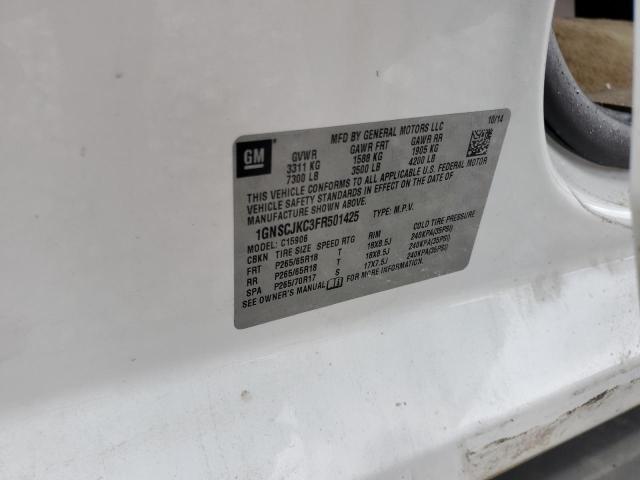 GM
MFD BY GENERAL MOTORS LLC 10/14
GVWR GAWR FRT GAWR RR
3311 KG 1588 KG 1905 KG
7300 LB 3500 LB 4200 LB
THIS VEHICLE CONFORMS TO ALL APPLICABLE U.S. FEDERAL MOTOR
VEHICLE SAFETY STANDARDS IN EFFECT ON THE DATE OF
MANUFACTURE SHOWN ABOVE.
1GNSCJKC3FR501425 TYPE: M.P.V.
MODEL: C15906
CBKN TIRE SIZE SPEED RTG RIM COLD TIRE PRESSURE
FRT P265/65R18 T 18X8.5J 240KPA(35PSI)
RR P265/65R18 T 18X8.5J 240KPA(35PSI)
SPA P265/70R17 S 17X7.5J 240KPA(35PSI)
SEE OWNER'S MANUAL FOR MORE INFORMATION.